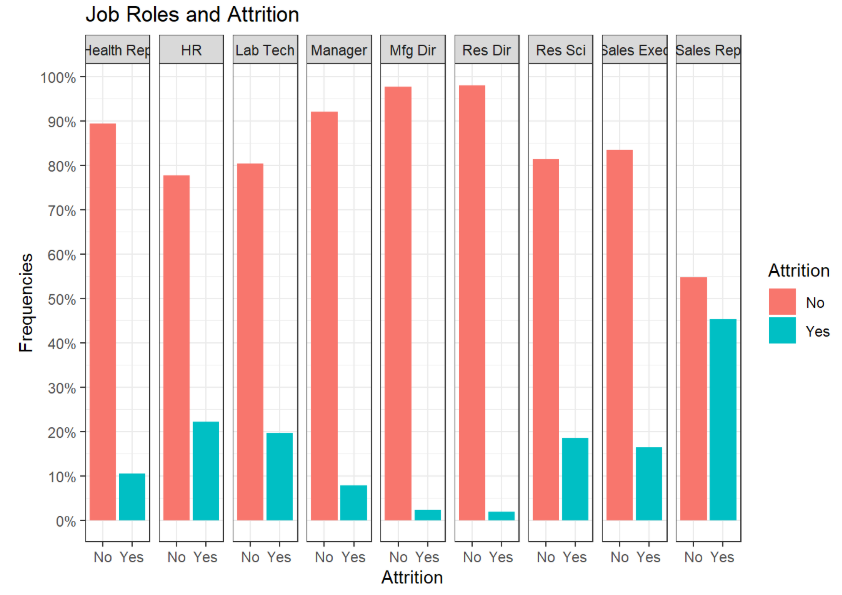 Job Roles and Attrition
Health Rep HR Lab Tech Manager Mfg Dir Res Dir Res Sci Sales Exec Sales Rep
100%
90%
80%
70%
60%
50%
40%
30%
20%
10%
0%
Frequencies
No Yes No Yes No Yes No Yes No Yes No Yes No Yes No Yes No Yes
Attrition
Attrition
No
Yes